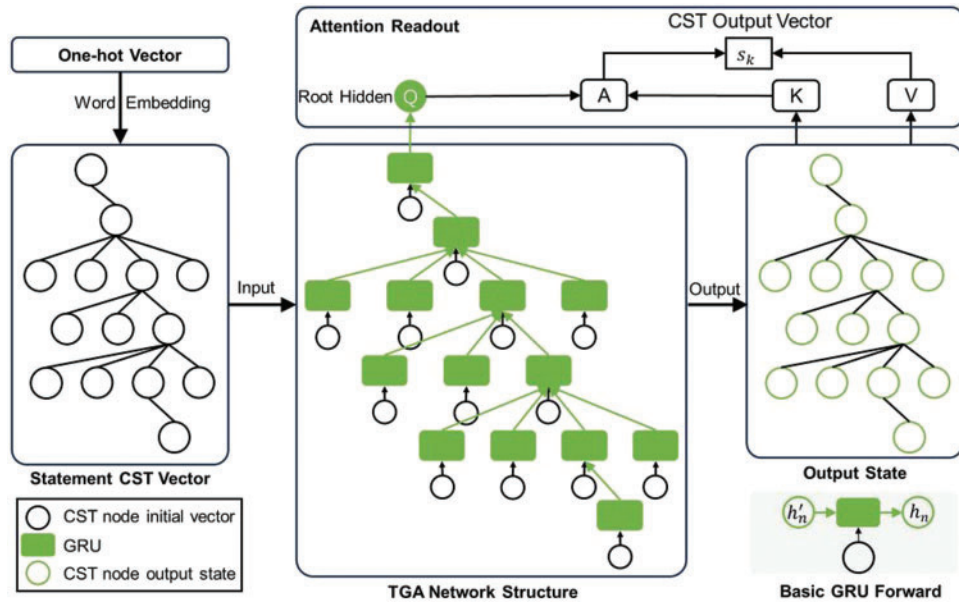 Attention Readout
CST Output Vector
One-hot Vector
s_k
Word Embedding
Root Hidden
Q
A
K
V
Input
Output
Statement CST Vector
Output State
CST node initial vector
GRU
CST node output state
h'_n
h_n
TGA Network Structure
Basic GRU Forward